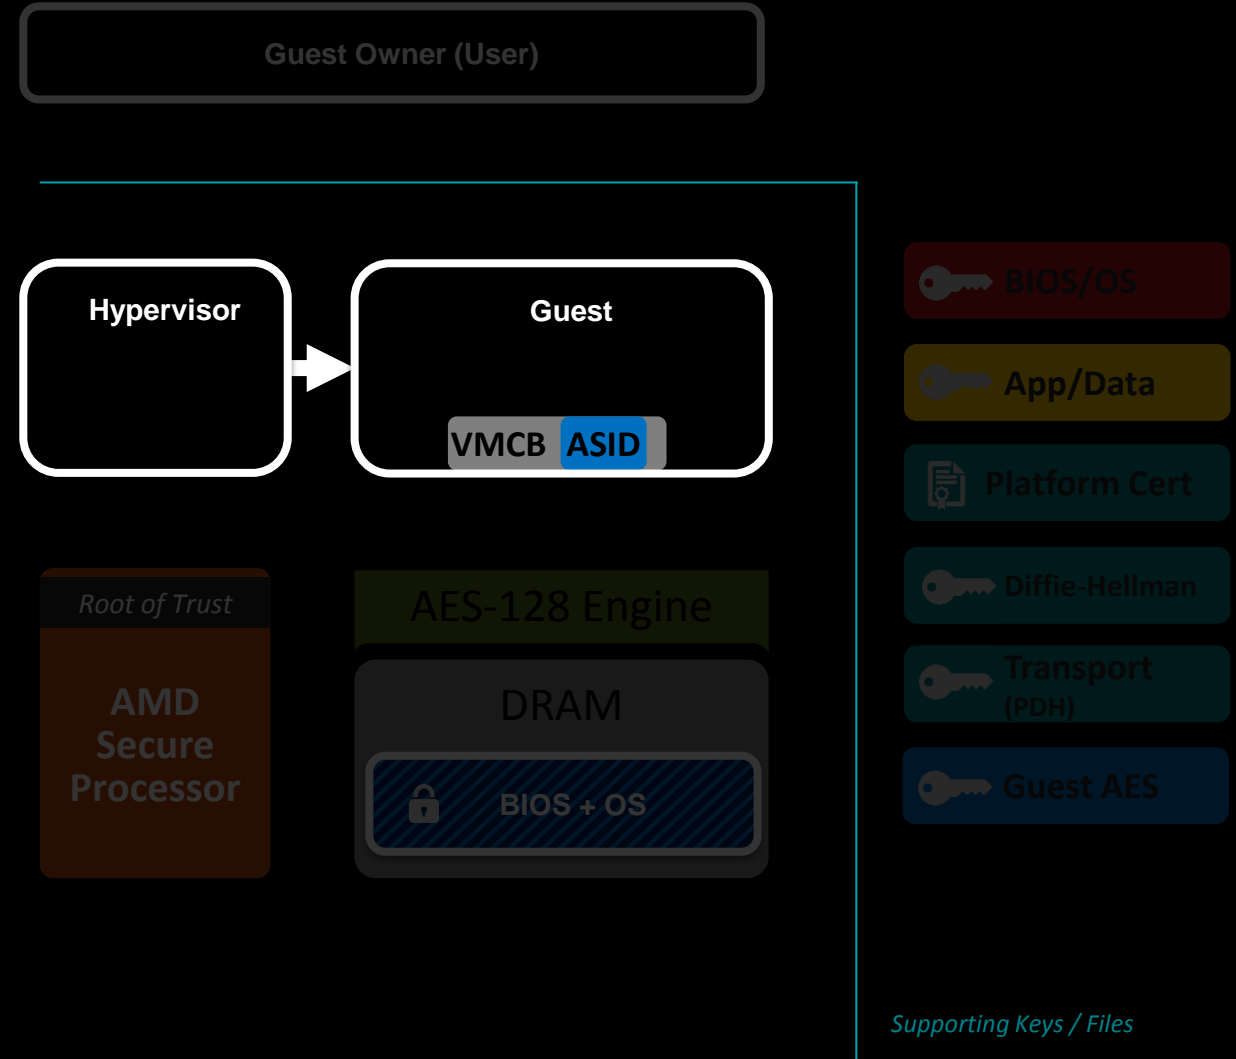 Guest Owner (User)
Hypervisor
Guest
VMCB ASID
BIOS/OS
App/Data
Platform Cert
Diffie-Hellman
Transport
(PDH)
Guest AES
Root of Trust
AMD
Secure
Processor
AES-128 Engine
DRAM
BIOS + OS
Supporting Keys / Files